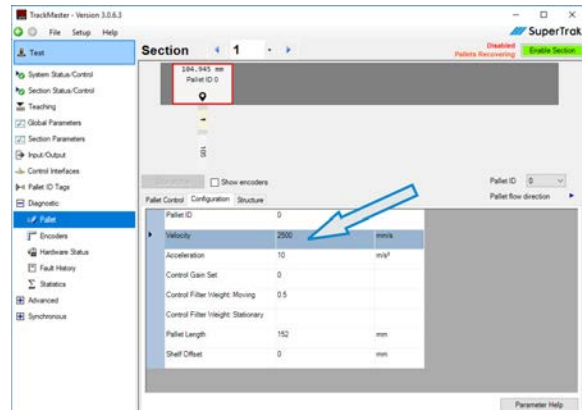 TrackMaster - Version 3.0.6.3
File Setup Help
SuperTrak
Test
Section 1
Disabled
Pallets Recovering
Enable Section
System Status/Control
Section Status/Control
Teaching
Global Parameters
Section Parameters
Input/Output
Control Interfaces
Pallet ID Tags
Diagnostic
Pallet
Encoders
Hardware Status
Fault History
Statistics
Advanced
Synchronous
104.945 mm
Pallet ID 0
105
Show encoders
Pallet ID 0
Pallet flow direction
Pallet Control Configuration Structure
Pallet ID 0
Velocity 2500 mm/s
Acceleration 10 m/s²
Control Gain Set 0
Control Filter Weight: Moving 0.5
Control Filter Weight: Stationary
Pallet Length 152 mm
Shelf Offset 0 mm
Parameter Help